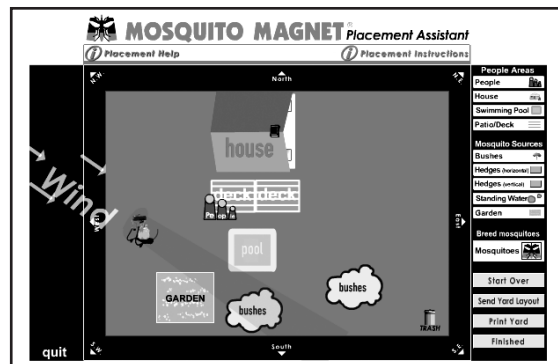 MOSQUITO MAGNET®
Placement Assistant
Placement Help
Placement Instructions
N.W.
North
N.E.
People Areas
People
House
Swimming Pool
Patio/Deck
Mosquito Sources
Bushes
Hedges (horizontal)
Hedges (vertical)
Standing Water
Garden
Breed mosquitoes
Mosquitoes
Start Over
Send Yard Layout
Print Yard
Finished
Wind
house
deck deck
People
East
pool
GARDEN
bushes
bushes
TRASH
South
quit